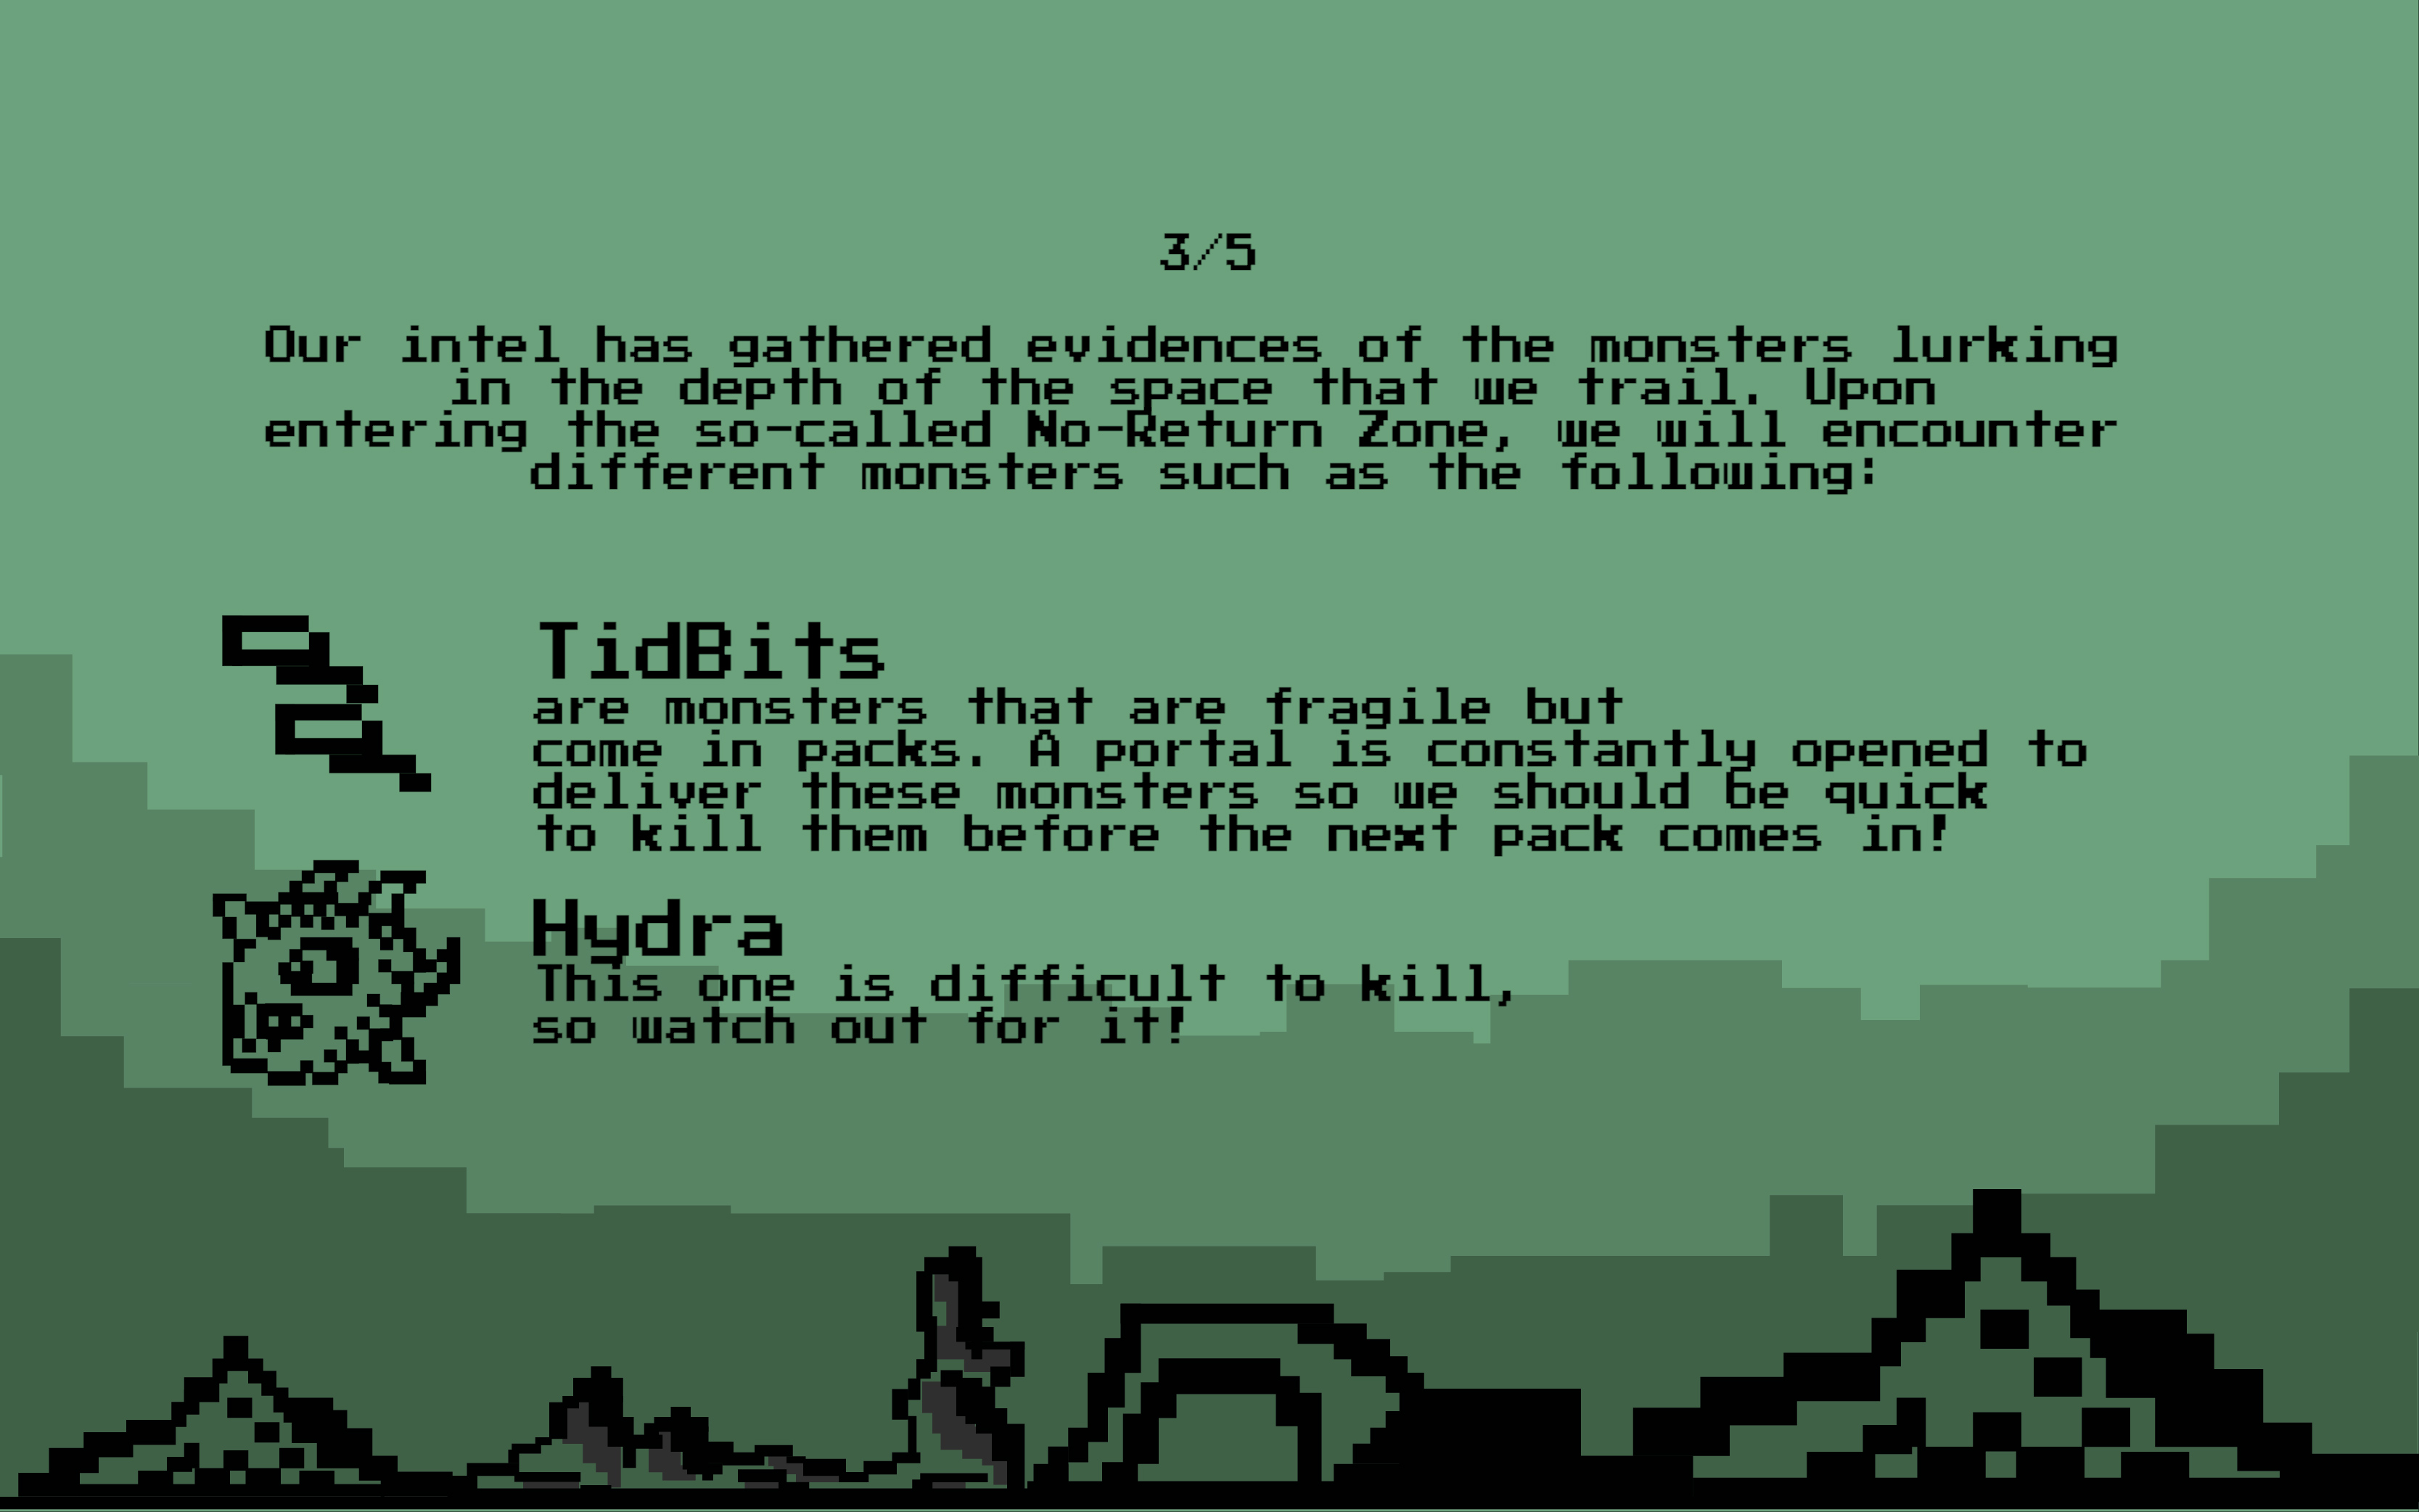 3/5
Our intel has gathered evidences of the monsters lurking
in the depth of the space that we trail. Upon
entering the so-called No-Return Zone, we will encounter
different monsters such as the following:
TidBits
are monsters that are fragile but
come in packs. A portal is constantly opened to
deliver these monsters so we should be quick
to kill them before the next pack comes in!
Hydra
This one is difficult to kill,
so watch out for it!